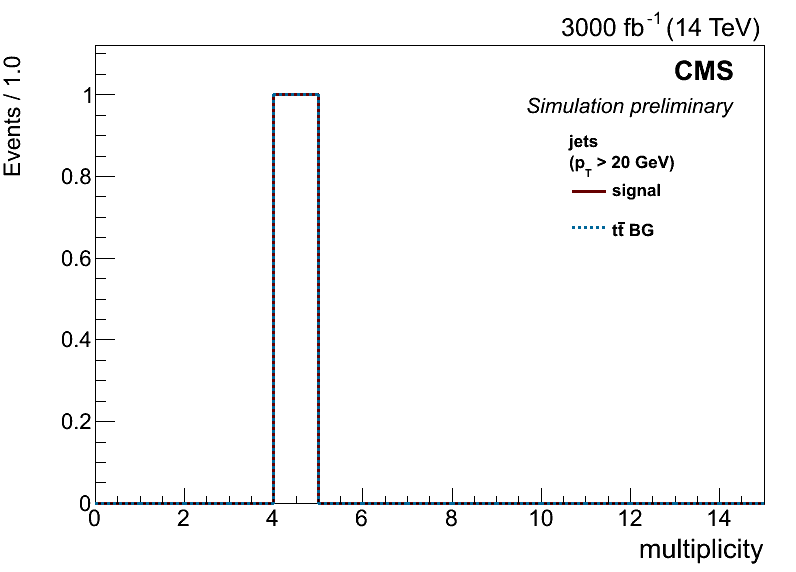 3000 fb⁻¹ (14 TeV)
Events / 1.0
CMS
Simulation preliminary
jets
(p_T > 20 GeV)
signal
tt̄ BG
1
0.8
0.6
0.4
0.2
0
0 2 4 6 8 10 12 14
multiplicity